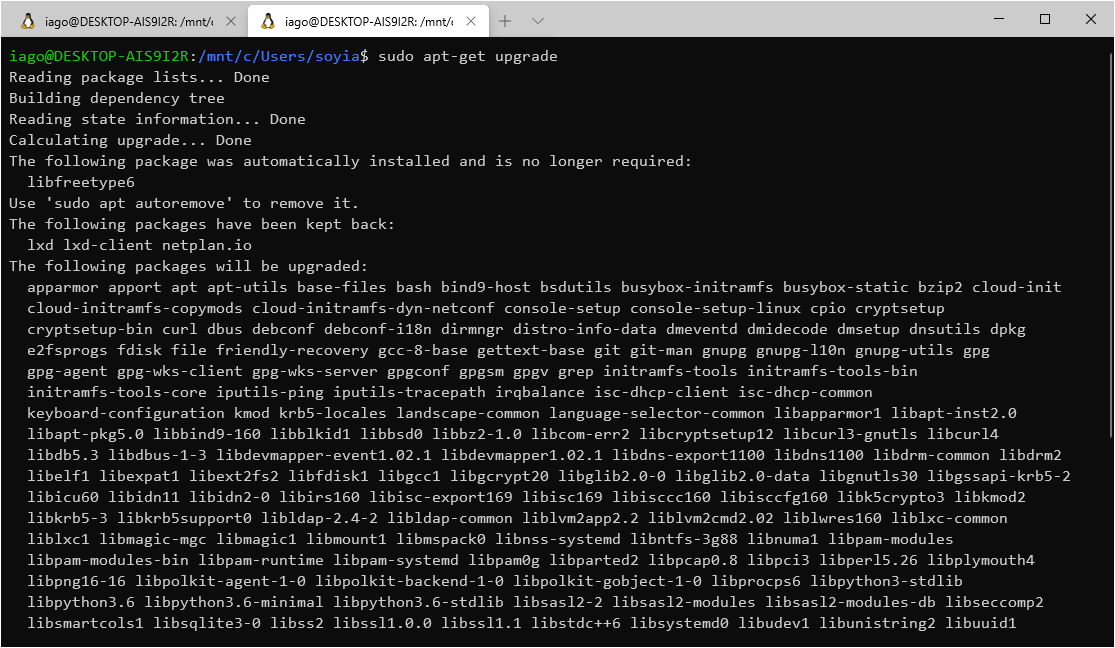 iago@DESKTOP-AIS9I2R: /mnt/c
iago@DESKTOP-AIS9I2R: /mnt/c
iago@DESKTOP-AIS9I2R:/mnt/c/Users/soyia$ sudo apt-get upgrade
Reading package lists... Done
Building dependency tree
Reading state information... Done
Calculating upgrade... Done
The following package was automatically installed and is no longer required:
  libfreetype6
Use 'sudo apt autoremove' to remove it.
The following packages have been kept back:
  lxd lxd-client netplan.io
The following packages will be upgraded:
  apparmor apport apt apt-utils base-files bash bind9-host bsdutils busybox-initramfs busybox-static bzip2 cloud-init
  cloud-initramfs-copymods cloud-initramfs-dyn-netconf console-setup console-setup-linux cpio cryptsetup
  cryptsetup-bin curl dbus debconf debconf-i18n dirmngr distro-info-data dmeventd dmidecode dmsetup dnsutils dpkg
  e2fsprogs fdisk file friendly-recovery gcc-8-base gettext-base git git-man gnupg gnupg-l10n gnupg-utils gpg
  gpg-agent gpg-wks-client gpg-wks-server gpgconf gpgsm gpgv grep initramfs-tools initramfs-tools-bin
  initramfs-tools-core iputils-ping iputils-tracepath irqbalance isc-dhcp-client isc-dhcp-common
  keyboard-configuration kmod krb5-locales landscape-common language-selector-common libapparmor1 libapt-inst2.0
  libapt-pkg5.0 libbind9-160 libblkid1 libbsd0 libbz2-1.0 libcom-err2 libcryptsetup12 libcurl3-gnutls libcurl4
  libdb5.3 libdbus-1-3 libdevmapper-event1.02.1 libdevmapper1.02.1 libdns-export1100 libdns1100 libdrm-common libdrm2
  libelf1 libexpat1 libext2fs2 libfdisk1 libgcc1 libgcrypt20 libglib2.0-0 libglib2.0-data libgnutls30 libgssapi-krb5-2
  libicu60 libidn11 libidn2-0 libirs160 libisc-export169 libisc169 libisccc160 libisccfg160 libk5crypto3 libkmod2
  libkrb5-3 libkrb5support0 libldap-2.4-2 libldap-common liblvm2app2.2 liblvm2cmd2.02 liblwres160 liblxc-common
  liblxc1 libmagic-mgc libmagic1 libmount1 libmspack0 libnss-systemd libntfs-3g88 libnuma1 libpam-modules
  libpam-modules-bin libpam-runtime libpam-systemd libpam0g libparted2 libpcap0.8 libpci3 libperl5.26 libplymouth4
  libpng16-16 libpolkit-agent-1-0 libpolkit-backend-1-0 libpolkit-gobject-1-0 libprocps6 libpython3-stdlib
  libpython3.6 libpython3.6-minimal libpython3.6-stdlib libsasl2-2 libsasl2-modules libsasl2-modules-db libseccomp2
  libsmartcols1 libsqlite3-0 libss2 libssl1.0.0 libssl1.1 libstdc++6 libsystemd0 libudev1 libunistring2 libuuid1